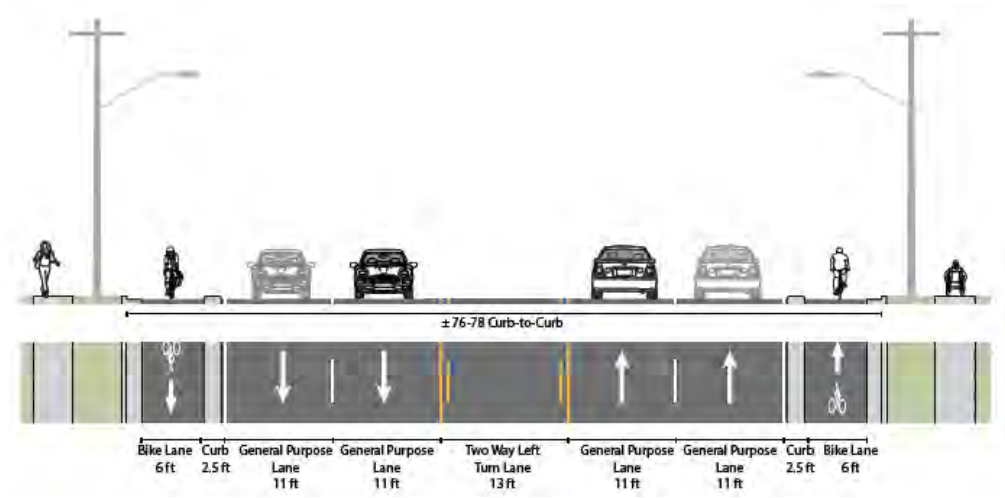 ± 76-78 Curb-to-Curb
Bike Lane
6 ft
Curb
2.5 ft
General Purpose
Lane
11 ft
General Purpose
Lane
11 ft
Two Way Left
Turn Lane
13 ft
General Purpose
Lane
11 ft
General Purpose
Lane
11 ft
Curb
2.5 ft
Bike Lane
6 ft